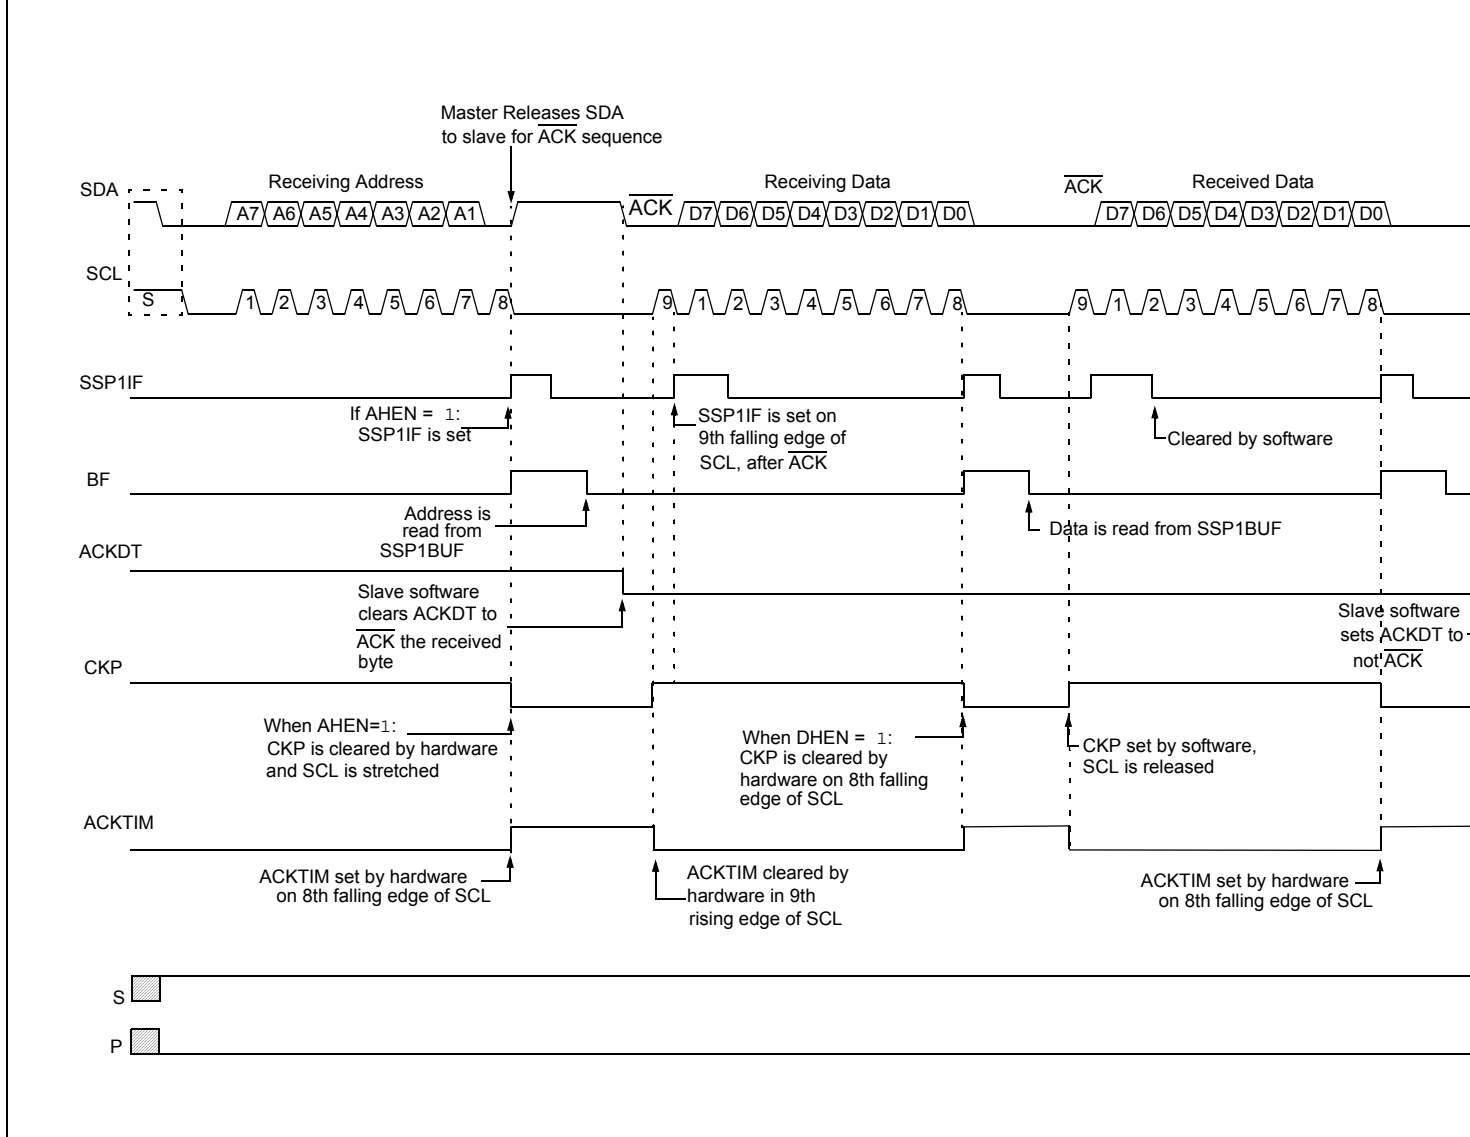 Master Releases SDA
to slave for ACK sequence
SDA
Receiving Address
ACK
Receiving Data
ACK
Received Data
A7 A6 A5 A4 A3 A2 A1
D7 D6 D5 D4 D3 D2 D1 D0
D7 D6 D5 D4 D3 D2 D1 D0
SCL
S
1 2 3 4 5 6 7 8 9 1 2 3 4 5 6 7 8 9 1 2 3 4 5 6 7 8
SSP1IF
If AHEN = 1:
SSP1IF is set
SSP1IF is set on
9th falling edge of
SCL, after ACK
Cleared by software
BF
Address is
read from
SSP1BUF
Data is read from SSP1BUF
ACKDT
Slave software
clears ACKDT to
ACK the received
byte
Slave software
sets ACKDT to
not ACK
CKP
When AHEN=1:
CKP is cleared by hardware
and SCL is stretched
When DHEN = 1:
CKP is cleared by
hardware on 8th falling
edge of SCL
CKP set by software,
SCL is released
ACKTIM
ACKTIM set by hardware
on 8th falling edge of SCL
ACKTIM cleared by
hardware in 9th
rising edge of SCL
ACKTIM set by hardware
on 8th falling edge of SCL
S
P